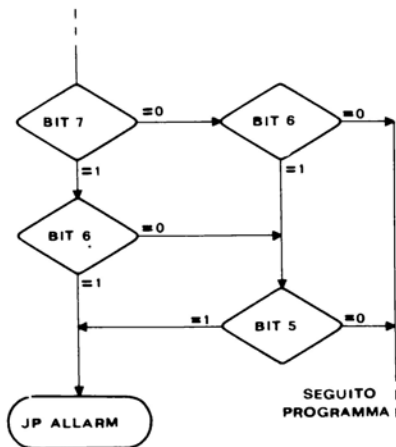 BIT 7
=0
BIT 6
=0
=1
=1
BIT 6
=0
=1
=1
BIT 5
=0
JP ALLARM
SEGUITO
PROGRAMMA